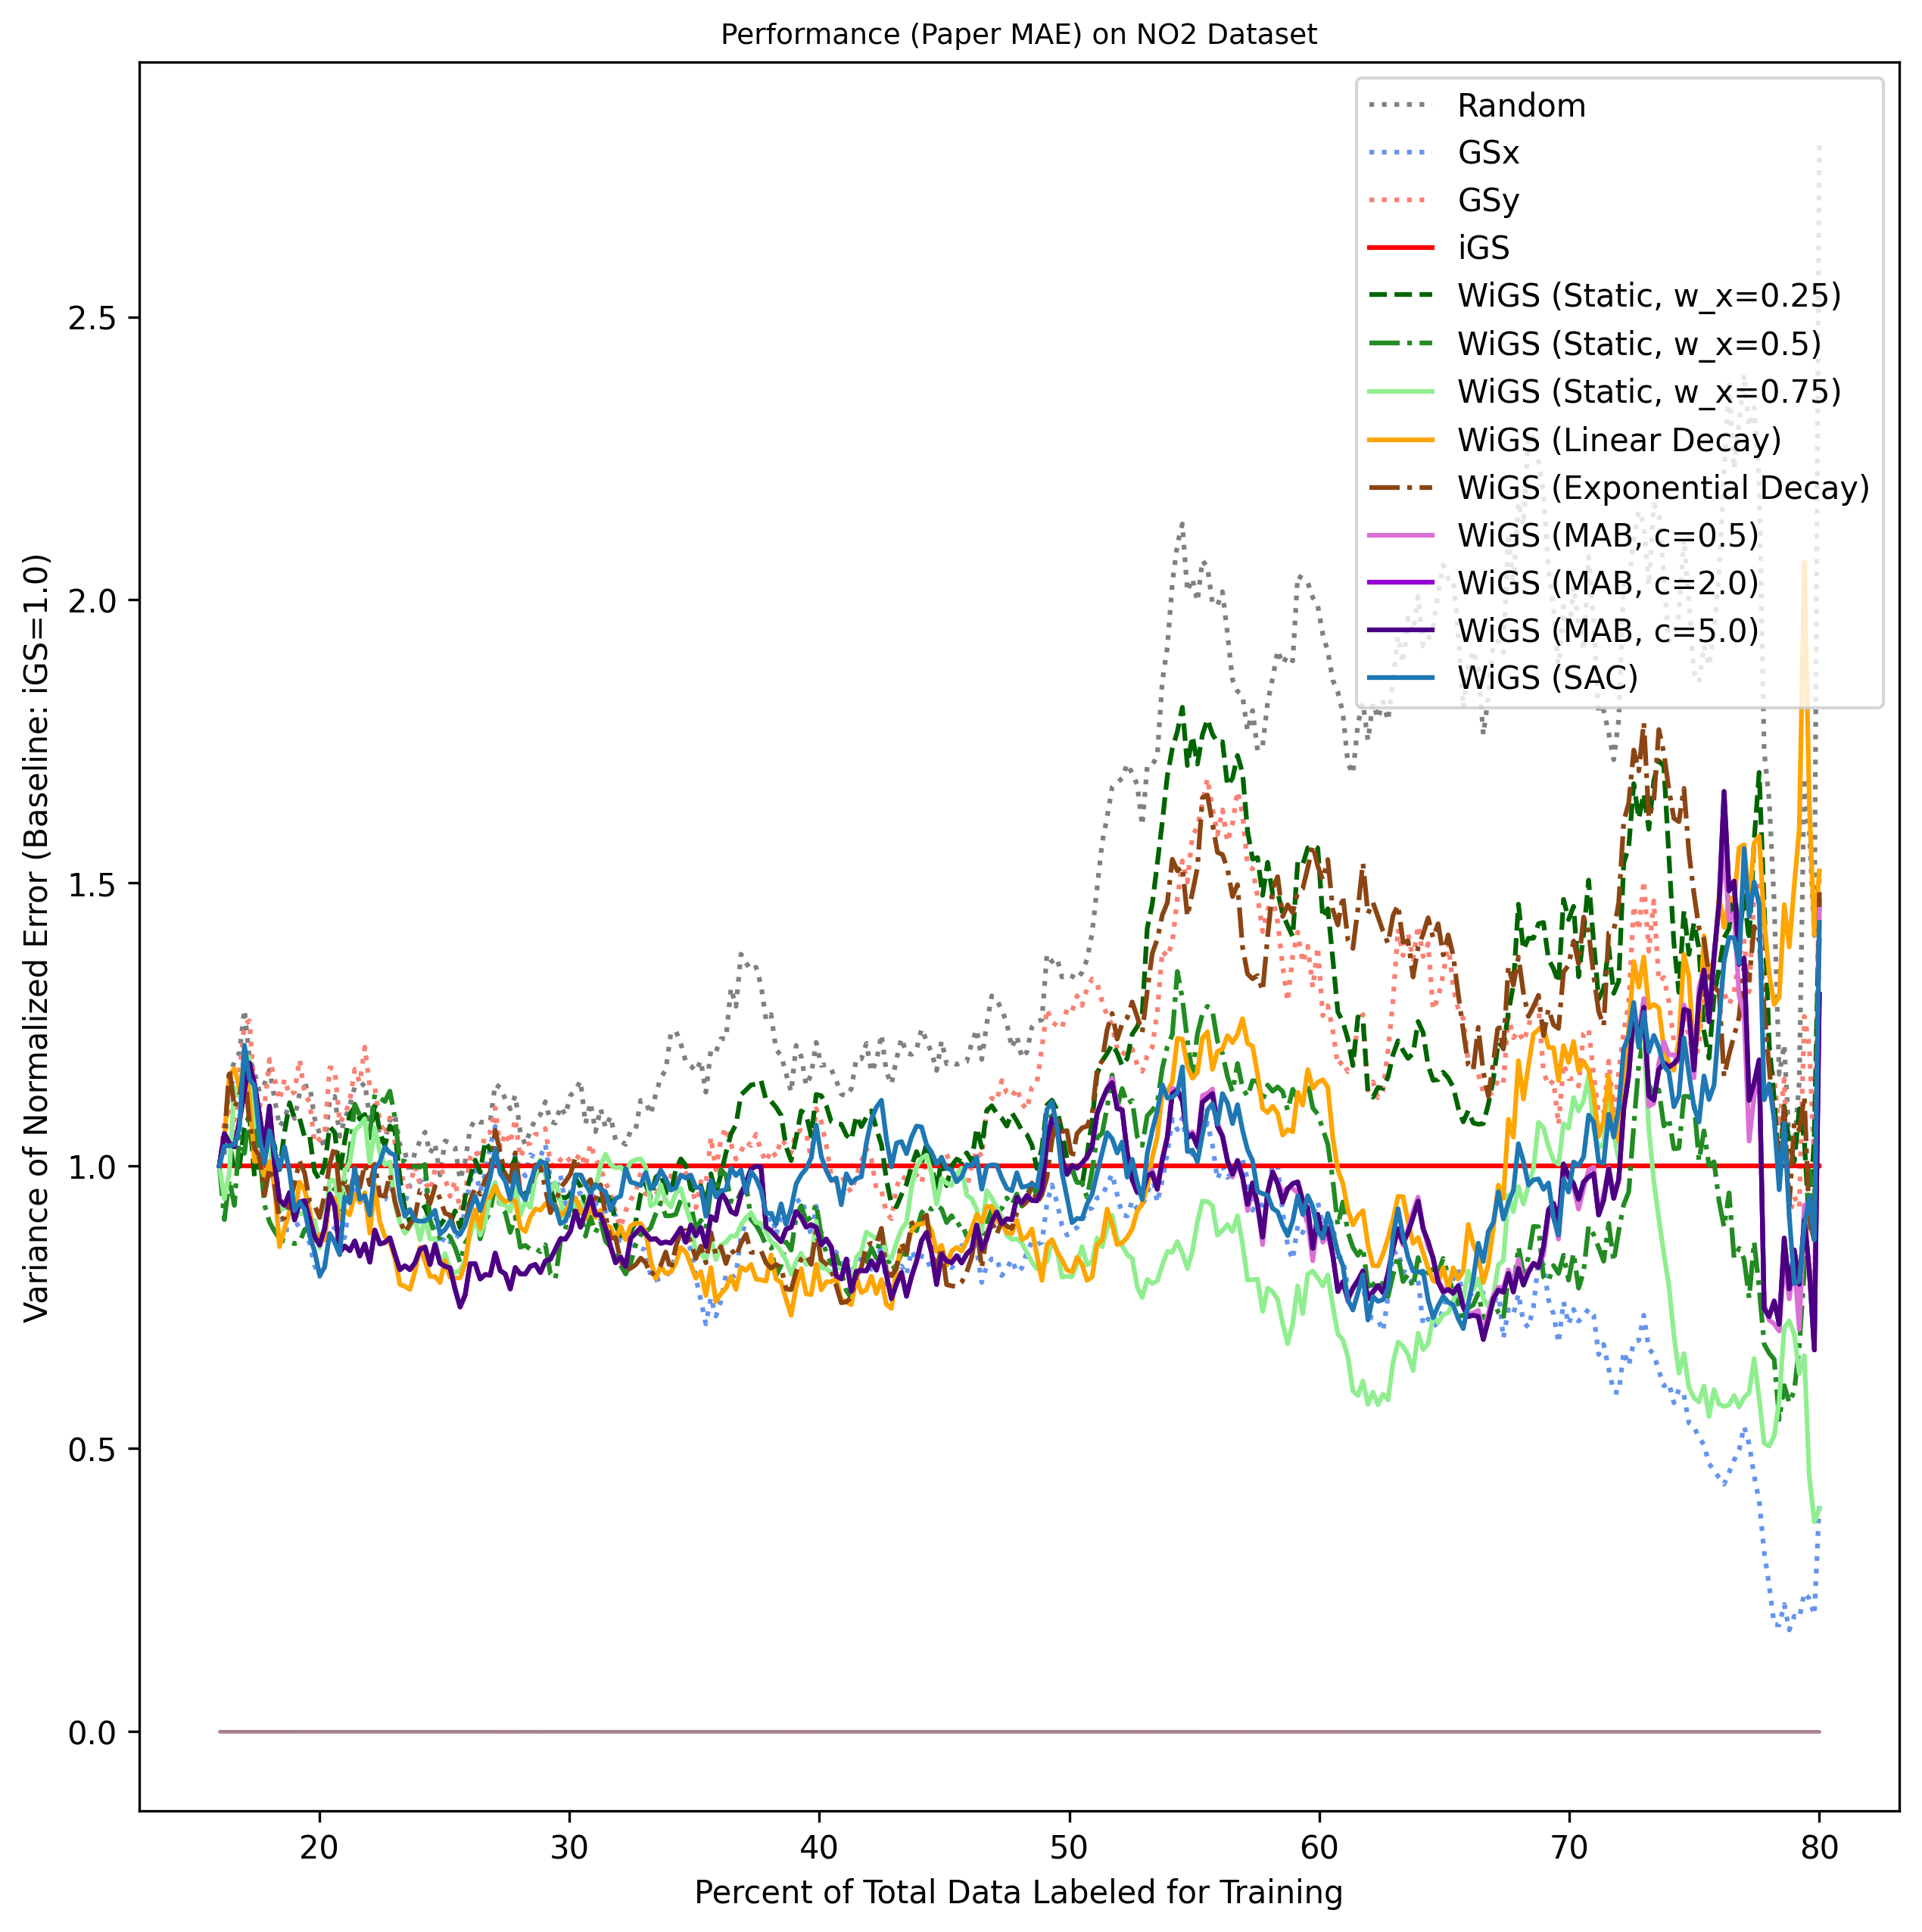 Performance (Paper MAE) on NO2 Dataset
Variance of Normalized Error (Baseline: iGS=1.0)
2.5
2.0
1.5
1.0
0.5
0.0
Random
GSx
GSy
iGS
WiGS (Static, w_x=0.25)
WiGS (Static, w_x=0.5)
WiGS (Static, w_x=0.75)
WiGS (Linear Decay)
WiGS (Exponential Decay)
WiGS (MAB, c=0.5)
WiGS (MAB, c=2.0)
WiGS (MAB, c=5.0)
WiGS (SAC)
20 30 40 50 60 70 80
Percent of Total Data Labeled for Training